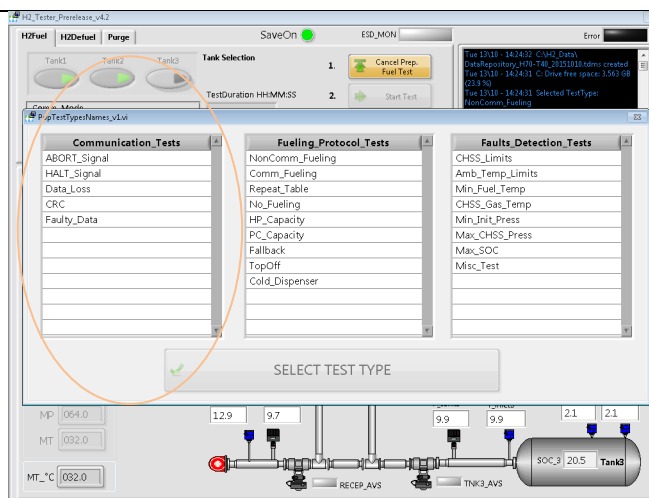 H2_Tester_Prerelease_v4.2
H2Fuel H2Defuel Purge
SaveOn
ESD_MON
Error
Tank1 Tank2 Tank3
Tank Selection
1. Cancel Prep. Fuel Test
TestDuration HH:MM:SS
2. Start Test
Tue 13\10 - 14:24:32 C:\H2_Data\
DataRepository_H70-T40_20151010.tdms created
Tue 13\10 - 14:24:31 C: Drive free space: 3.563 GB
(23.9 %)
Tue 13\10 - 14:24:31 Selected TestType:
NonComm_Fueling
Comm. Mode
PopTestTypesNames_v1.vi
Communication_Tests
ABORT_Signal
HALT_Signal
Data_Loss
CRC
Faulty_Data
Fueling_Protocol_Tests
NonComm_Fueling
Comm_Fueling
Repeat_Table
No_Fueling
HP_Capacity
PC_Capacity
Fallback
TopOff
Cold_Dispenser
Faults_Detection_Tests
CHSS_Limits
Amb_Temp_Limits
Min_Fuel_Temp
CHSS_Gas_Temp
Min_Init_Press
Max_CHSS_Press
Max_SOC
Misc_Test
SELECT TEST TYPE
MP 064.0
MT 032.0
MT_°C 032.0
12.9 9.7
9.9 9.9
2.1 2.1
SOC_3 20.5 Tank3
RECEP_AVS
TNK3_AVS